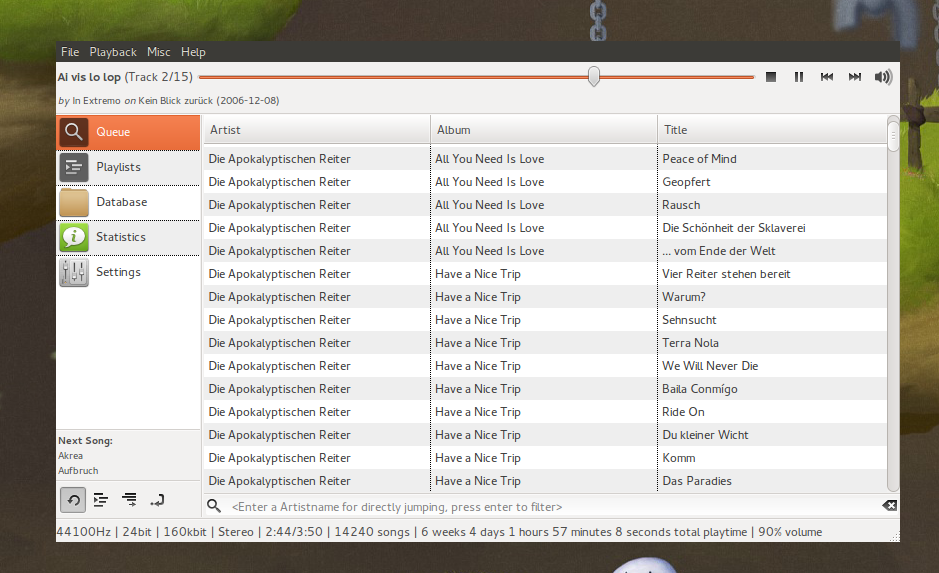 File Playback Misc Help
Ai vis lo lop (Track 2/15)
by In Extremo on Kein Blick zurück (2006-12-08)
Queue
Playlists
Database
Statistics
Settings
Artist Album Title
Die Apokalyptischen Reiter All You Need Is Love Peace of Mind
Die Apokalyptischen Reiter All You Need Is Love Geopfert
Die Apokalyptischen Reiter All You Need Is Love Rausch
Die Apokalyptischen Reiter All You Need Is Love Die Schönheit der Sklaverei
Die Apokalyptischen Reiter All You Need Is Love ... vom Ende der Welt
Die Apokalyptischen Reiter Have a Nice Trip Vier Reiter stehen bereit
Die Apokalyptischen Reiter Have a Nice Trip Warum?
Die Apokalyptischen Reiter Have a Nice Trip Sehnsucht
Die Apokalyptischen Reiter Have a Nice Trip Terra Nola
Die Apokalyptischen Reiter Have a Nice Trip We Will Never Die
Die Apokalyptischen Reiter Have a Nice Trip Baila Conmígo
Die Apokalyptischen Reiter Have a Nice Trip Ride On
Die Apokalyptischen Reiter Have a Nice Trip Du kleiner Wicht
Die Apokalyptischen Reiter Have a Nice Trip Komm
Die Apokalyptischen Reiter Have a Nice Trip Das Paradies
Next Song:
Akrea
Aufbruch
<Enter a Artistname for directly jumping, press enter to filter>
44100Hz | 24bit | 160kbit | Stereo | 2:44/3:50 | 14240 songs | 6 weeks 4 days 1 hours 57 minutes 8 seconds total playtime | 90% volume